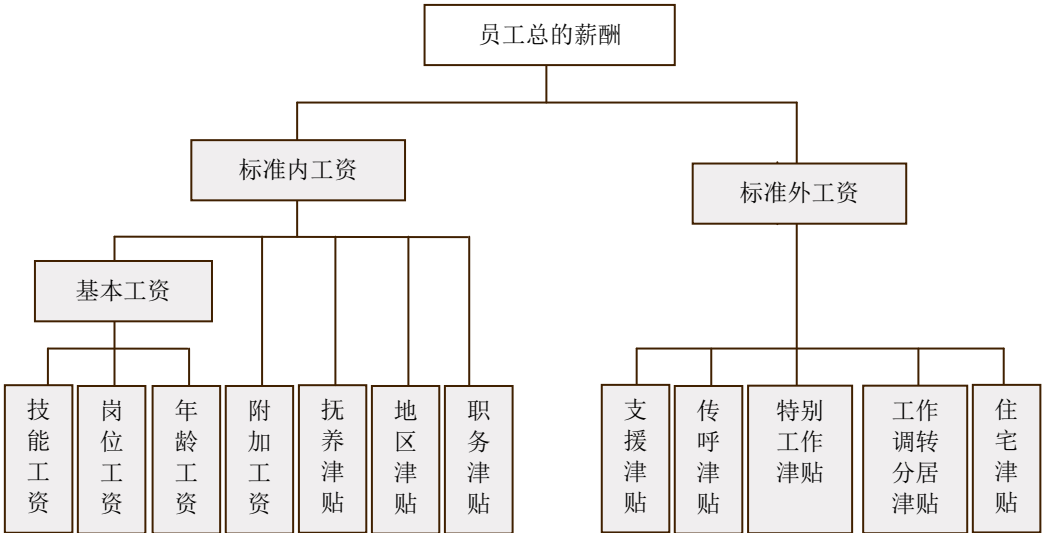 员工总的薪酬
标准内工资
标准外工资
基本工资
技能工资
岗位工资
年龄工资
附加工资
抚养津贴
地区津贴
职务津贴
支援津贴
传呼津贴
特别
工作
津贴
工作
调转
分居
津贴
住宅津贴